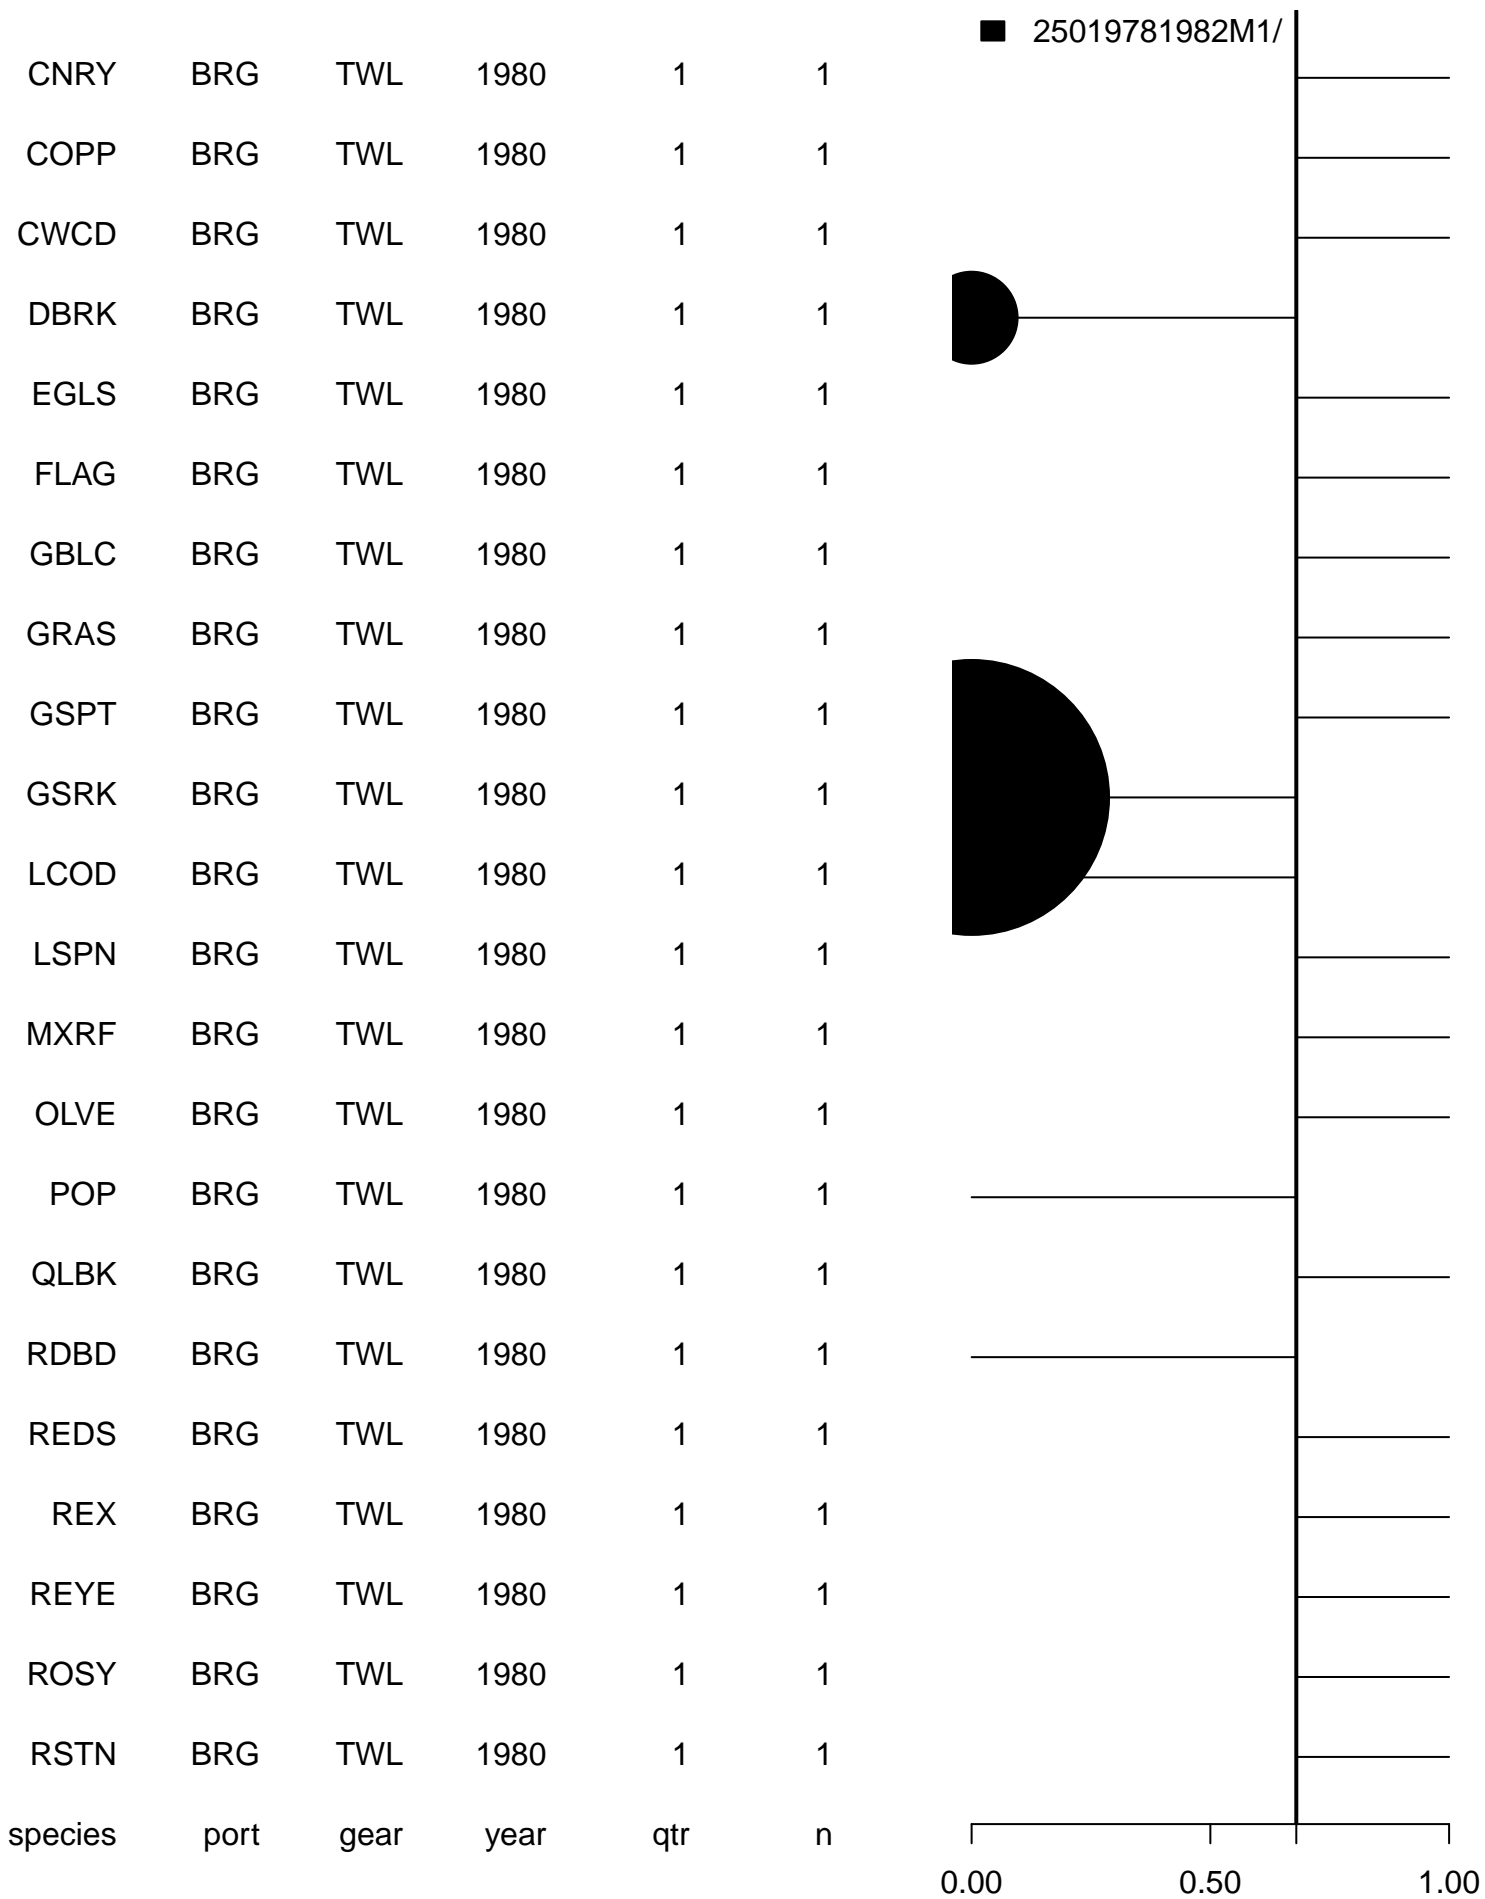 25019781982M1/
CNRY BRG TWL 1980 1 1
COPP BRG TWL 1980 1 1
CWCD BRG TWL 1980 1 1
DBRK BRG TWL 1980 1 1
EGLS BRG TWL 1980 1 1
FLAG BRG TWL 1980 1 1
GBLC BRG TWL 1980 1 1
GRAS BRG TWL 1980 1 1
GSPT BRG TWL 1980 1 1
GSRK BRG TWL 1980 1 1
LCOD BRG TWL 1980 1 1
LSPN BRG TWL 1980 1 1
MXRF BRG TWL 1980 1 1
OLVE BRG TWL 1980 1 1
POP BRG TWL 1980 1 1
QLBK BRG TWL 1980 1 1
RDBD BRG TWL 1980 1 1
REDS BRG TWL 1980 1 1
REX BRG TWL 1980 1 1
REYE BRG TWL 1980 1 1
ROSY BRG TWL 1980 1 1
RSTN BRG TWL 1980 1 1
species port gear year qtr n
0.00 0.50 1.00